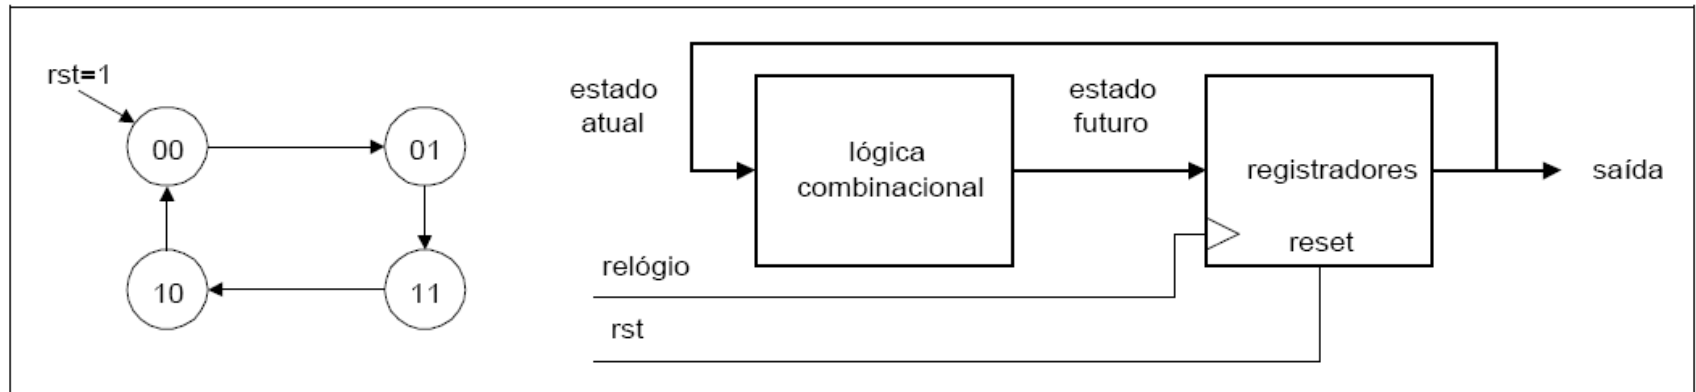 rst=1
00
01
10
11
estado
atual
lógica
combinacional
estado
futuro
registradores
reset
saída
relógio
rst